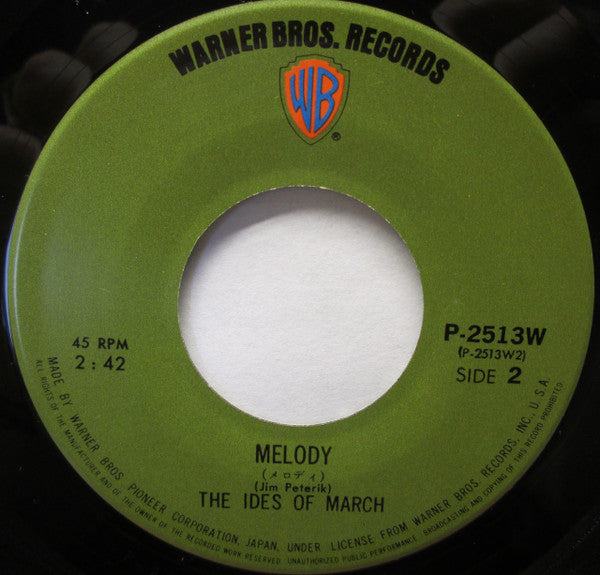 WARNER BROS. RECORDS
WB
®
45 RPM
2:42
P-2513W
(P-2513W2)
SIDE 2
MELODY
(メロディ)
(Jim Peterik)
THE IDES OF MARCH
MADE BY WARNER BROS PIONEER CORPORATION, JAPAN, UNDER LICENSE FROM WARNER BROS. RECORDS, INC., U.S.A.
ALL RIGHTS OF THE MANUFACTURER AND OF THE OWNER OF THE RECORDED WORK RESERVED. UNAUTHORIZED PUBLIC PERFORMANCE, BROADCASTING AND COPYING OF THIS RECORD PROHIBITED